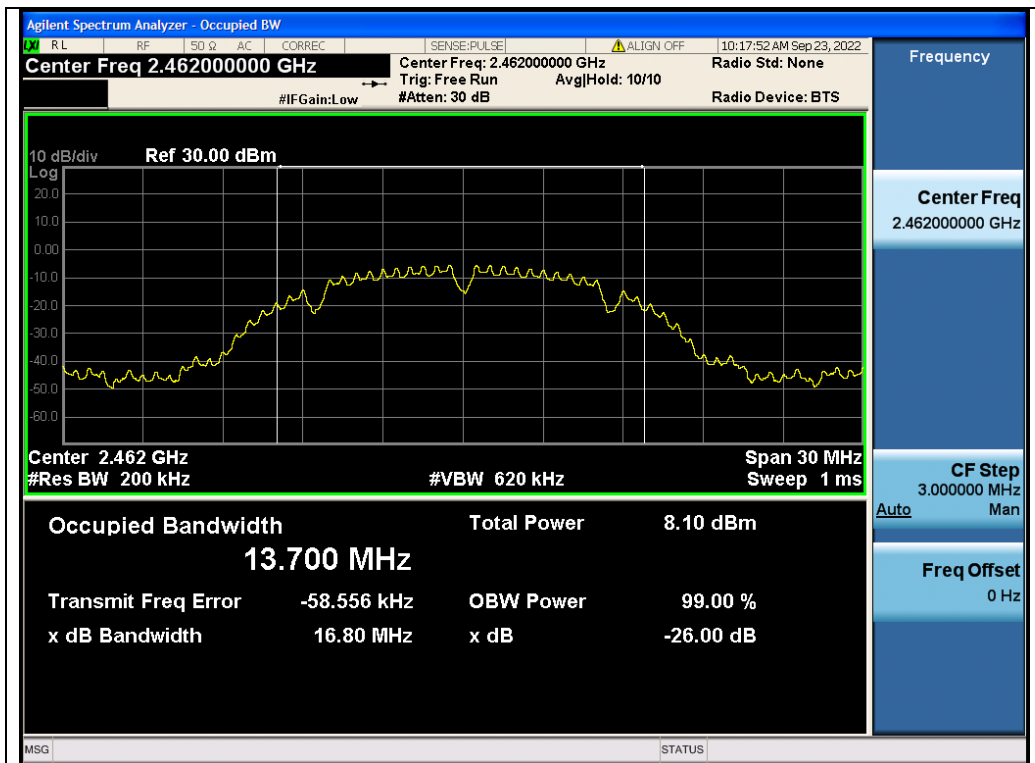 Agilent Spectrum Analyzer - Occupied BW
LXI RL RF 50 Ω AC CORREC SENSE:PULSE ALIGN OFF 10:17:52 AM Sep 23, 2022
Center Freq 2.462000000 GHz
Center Freq: 2.462000000 GHz
Radio Std: None
Trig: Free Run Avg|Hold: 10/10
#IFGain:Low
#Atten: 30 dB
Radio Device: BTS
10 dB/div Ref 30.00 dBm
Log
20.0
10.0
0.00
-10.0
-20.0
-30.0
-40.0
-50.0
-60.0
Center 2.462 GHz Span 30 MHz
#Res BW 200 kHz #VBW 620 kHz Sweep 1 ms
Occupied Bandwidth Total Power 8.10 dBm
13.700 MHz
Transmit Freq Error -58.556 kHz OBW Power 99.00 %
x dB Bandwidth 16.80 MHz x dB -26.00 dB
MSG STATUS
Frequency
Center Freq
2.462000000 GHz
CF Step
3.000000 MHz
Auto Man
Freq Offset
0 Hz